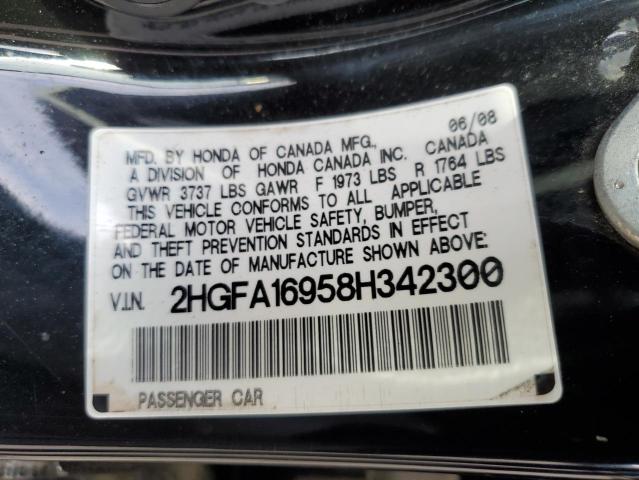 06/08
MFD. BY HONDA OF CANADA MFG.,
A DIVISION OF HONDA CANADA INC. CANADA
GVWR 3737 LBS GAWR F 1973 LBS R 1764 LBS
THIS VEHICLE CONFORMS TO ALL APPLICABLE
FEDERAL MOTOR VEHICLE SAFETY, BUMPER,
AND THEFT PREVENTION STANDARDS IN EFFECT
ON THE DATE OF MANUFACTURE SHOWN ABOVE:
V.I.N. 2HGFA16958H342300
PASSENGER CAR